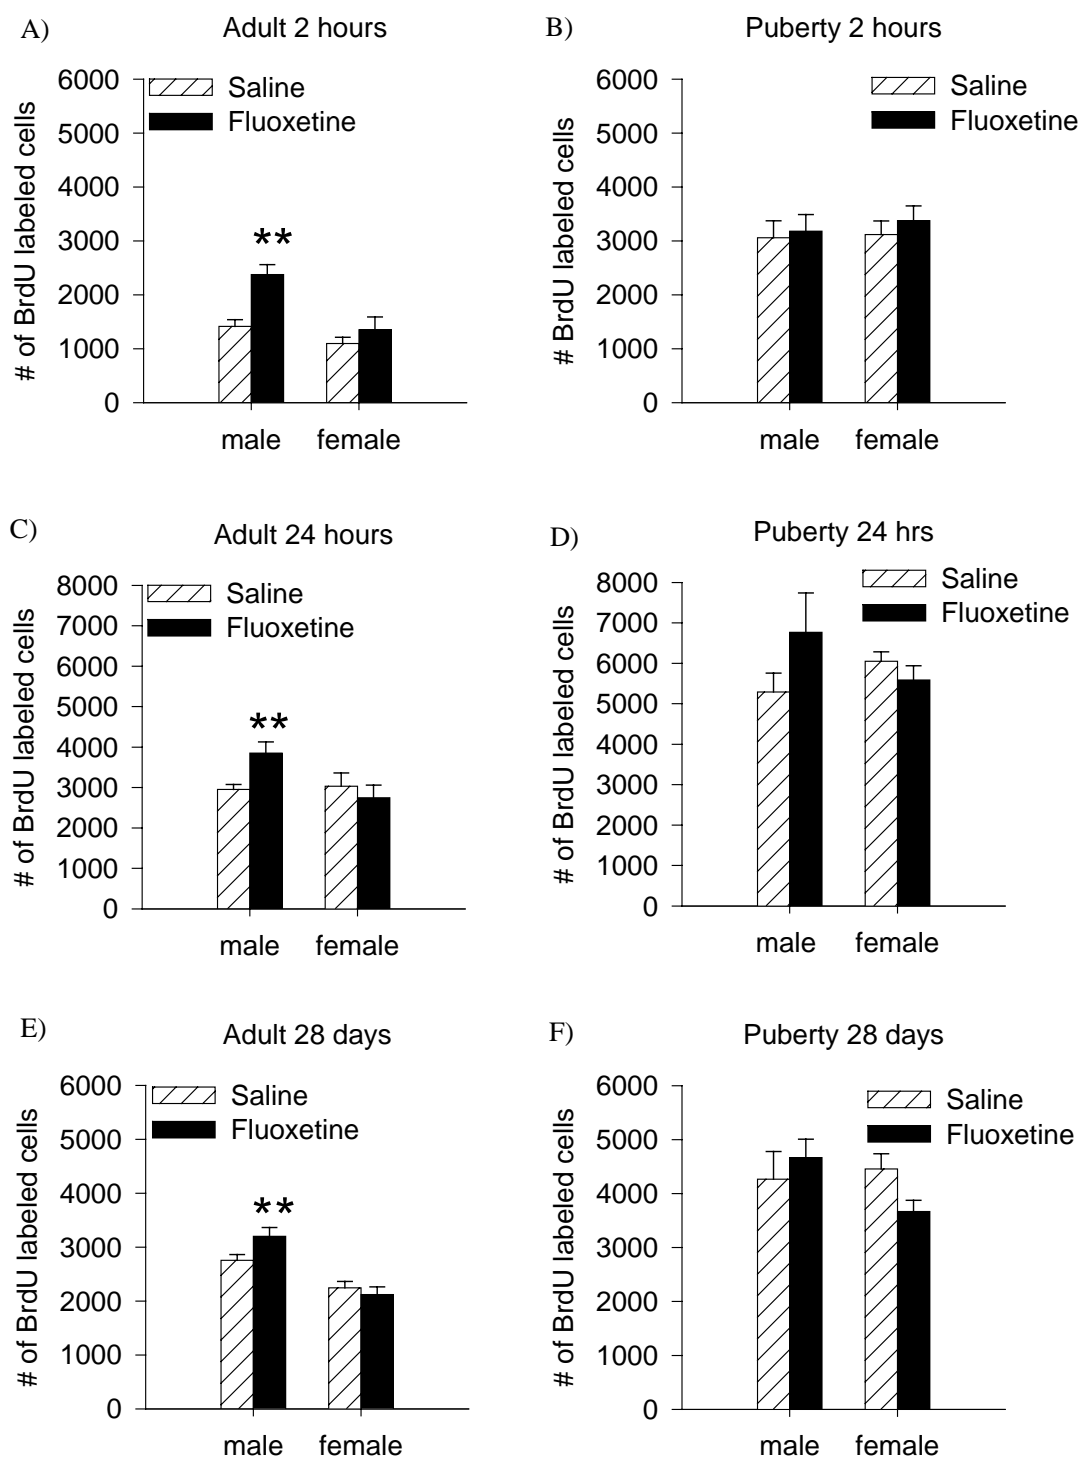 A)
Adult 2 hours
Saline
Fluoxetine
# of BrdU labeled cells
6000
5000
4000
3000
2000
1000
0
**
male female
B)
Puberty 2 hours
Saline
Fluoxetine
# BrdU labeled cells
6000
5000
4000
3000
2000
1000
0
male female
C)
Adult 24 hours
Saline
Fluoxetine
# of BrdU labeled cells
8000
7000
6000
5000
4000
3000
2000
1000
0
**
male female
D)
Puberty 24 hrs
Saline
Fluoxetine
# of BrdU labeled cells
8000
7000
6000
5000
4000
3000
2000
1000
0
male female
E)
Adult 28 days
Saline
Fluoxetine
# of BrdU labeled cells
6000
5000
4000
3000
2000
1000
0
**
male female
F)
Puberty 28 days
Saline
Fluoxetine
# of BrdU labeled cells
6000
5000
4000
3000
2000
1000
0
male female